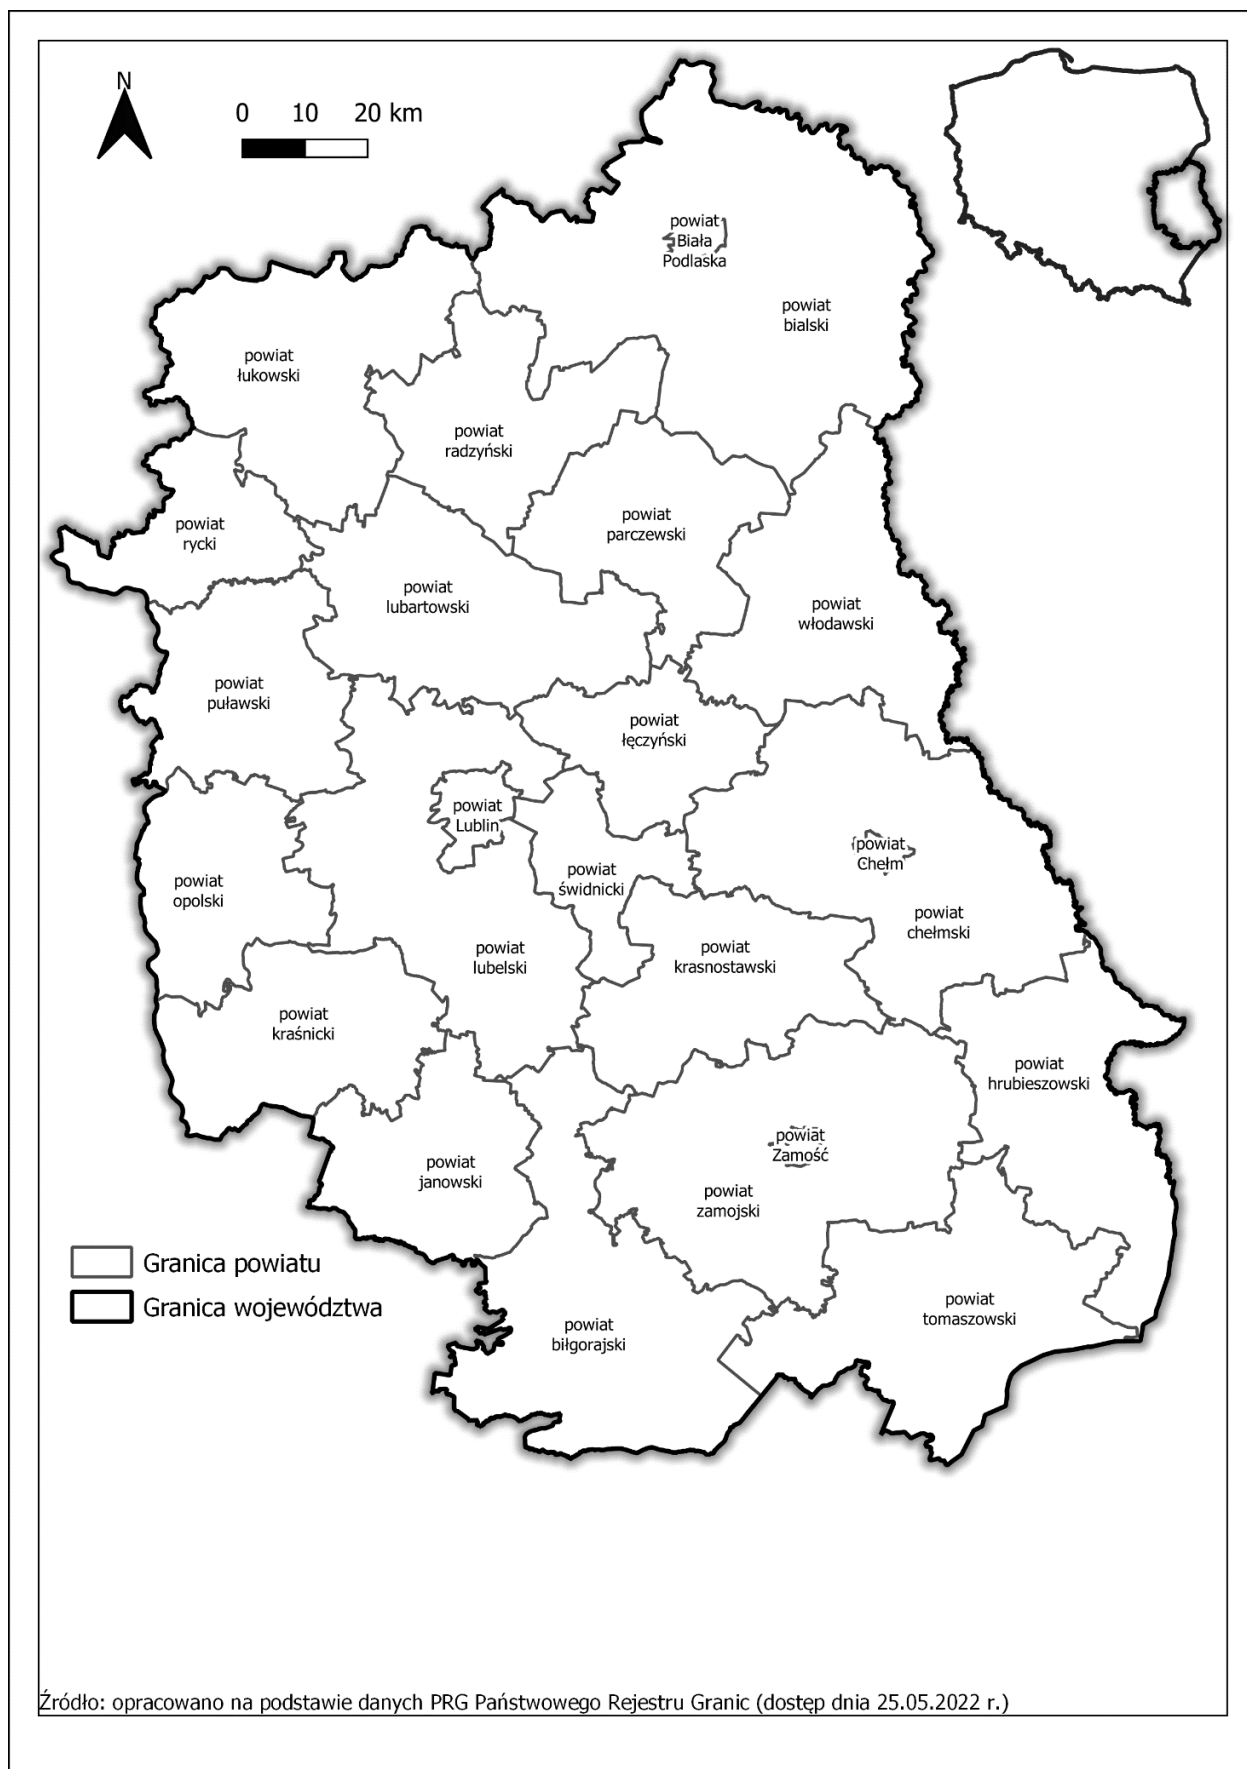 N
0 10 20 km
powiat
Biała
Podlaska
powiat
bialski
powiat
łukowski
powiat
radzyński
powiat
rycki
powiat
parczewski
powiat
lubartowski
powiat
włodawski
powiat
puławski
powiat
łęczyński
powiat
Lublin
powiat
Chełm
powiat
świdnicki
powiat
opolski
powiat
chełmski
powiat
lubelski
powiat
krasnostawski
powiat
kraśnicki
powiat
hrubieszowski
powiat
Zamość
powiat
janowski
powiat
zamojski
Granica powiatu
Granica województwa
powiat
tomaszowski
powiat
biłgorajski
Źródło: opracowano na podstawie danych PRG Państwowego Rejestru Granic (dostęp dnia 25.05.2022 r.)